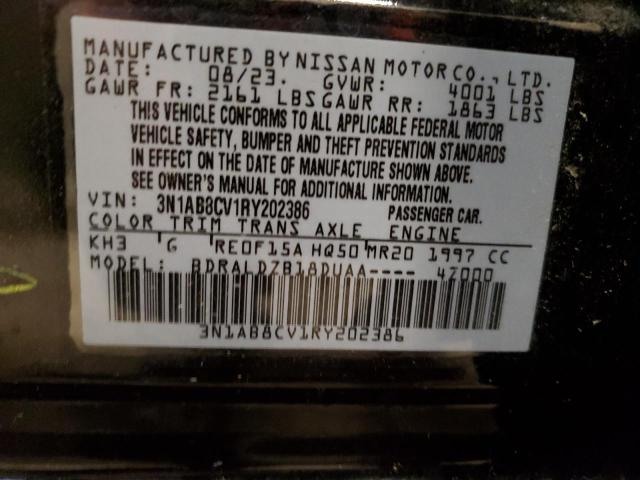 MANUFACTURED BY NISSAN MOTOR CO., LTD.
DATE: 08/23. GVWR: 4001 LBS
GAWR FR: 2161 LBS GAWR RR: 1863 LBS
THIS VEHICLE CONFORMS TO ALL APPLICABLE FEDERAL MOTOR
VEHICLE SAFETY, BUMPER AND THEFT PREVENTION STANDARDS
IN EFFECT ON THE DATE OF MANUFACTURE SHOWN ABOVE.
SEE OWNER'S MANUAL FOR ADDITIONAL INFORMATION.
VIN: 3N1AB8CV1RY202386 PASSENGER CAR.
COLOR TRIM TRANS AXLE ENGINE
KH3 G RE0F15A HQ50 MR20 1997 CC
MODEL: BDRALDZB18DUAA---- 4Z000
3N1AB8CV1RY202386